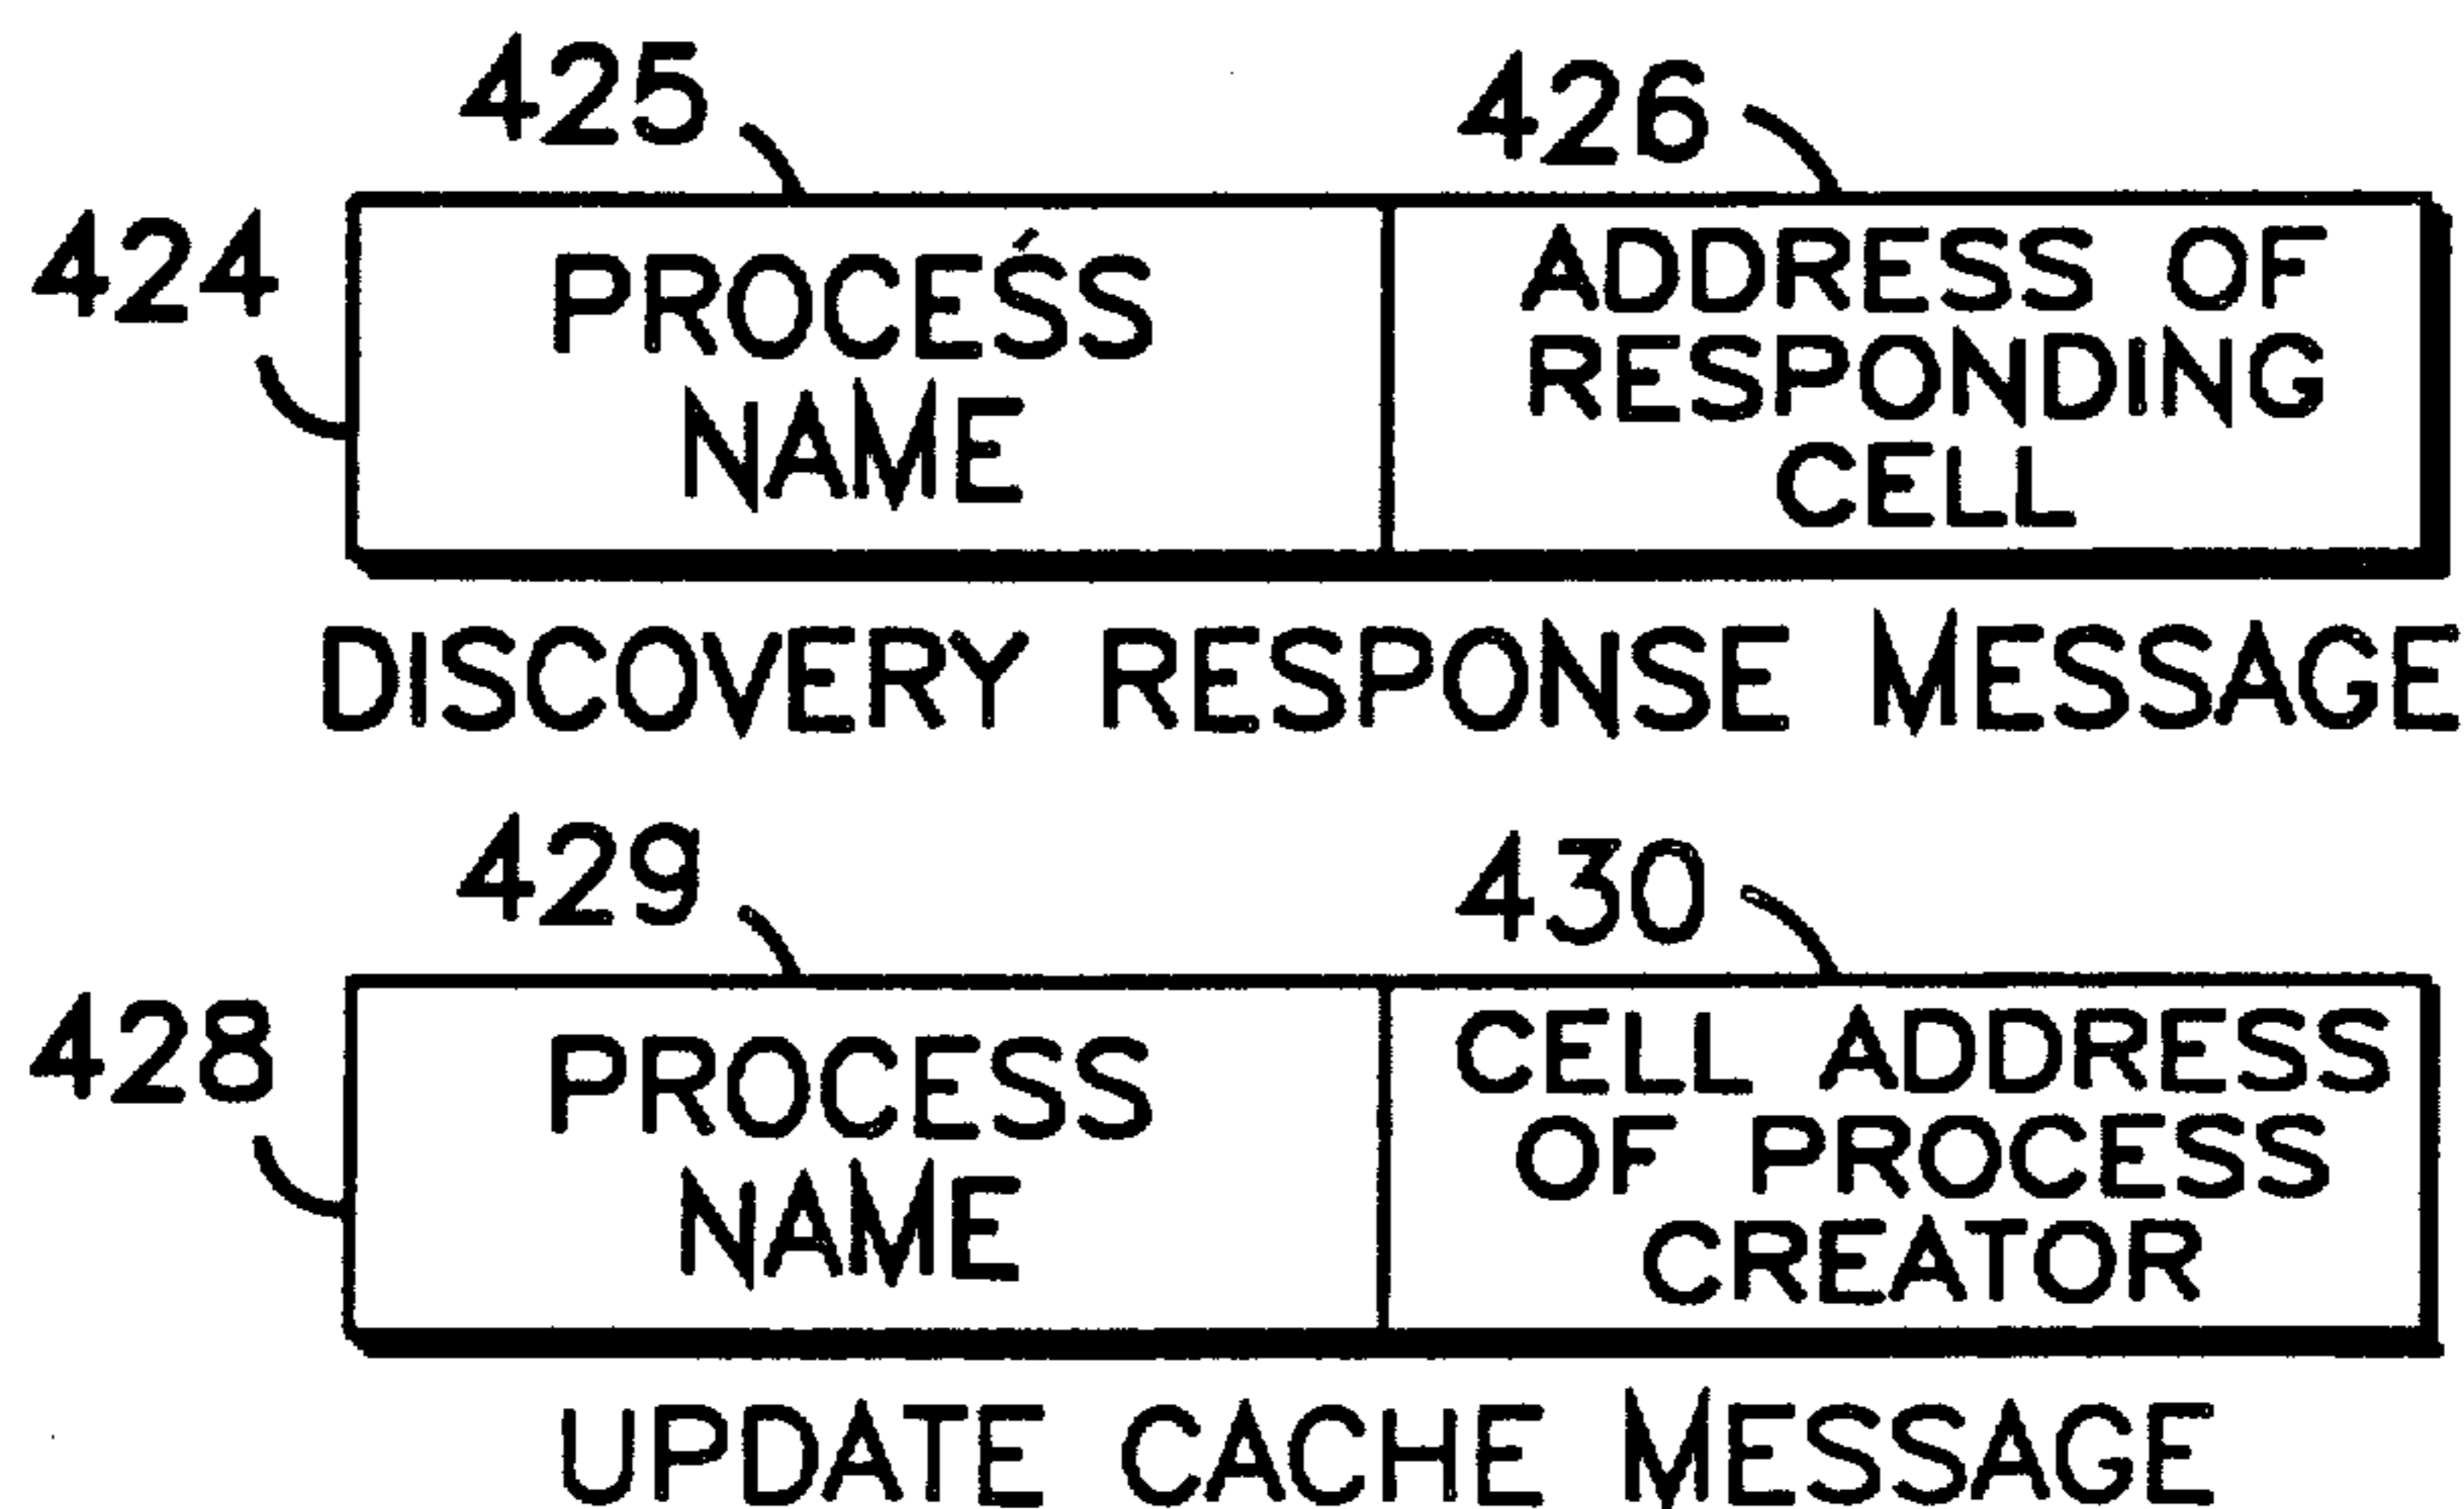 425
426
424
PROCESS
NAME
ADDRESS OF
RESPONDING
CELL
DISCOVERY RESPONSE MESSAGE
429
430
428
PROCESS
NAME
CELL ADDRESS
OF PROCESS
CREATOR
UPDATE CACHE MESSAGE